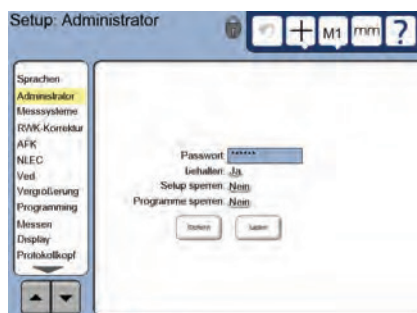 Setup: Administrator
M1 mm ?
Sprachen
Administrator
Messsysteme
RWK-Korrektur
AFK
NLEC
Ved.
Vergrößerung
Programming
Messen
Display
Protokollkopf
Passwort ******
behalten: Ja
Setup sperren: Nein
Programme sperren: Nein